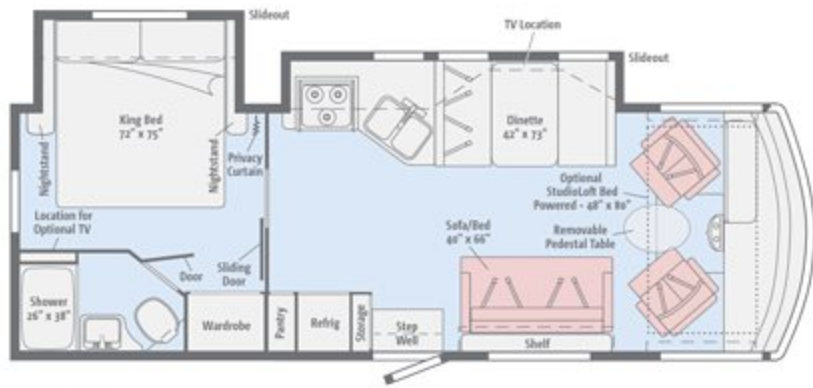 Slideout
TV Location
Slideout
King Bed
72" x 75"
Nightstand
Nightstand
Privacy
Curtain
Dinette
42" x 73"
Optional
StudioLoft Bed
Powered - 48" x 80"
Removable
Pedestal Table
Location for
Optional TV
Door
Sliding
Door
Sofa/Bed
40" x 66"
Shower
26" x 38"
Wardrobe
Pantry
Refrig
Storage
Step
Well
Shelf